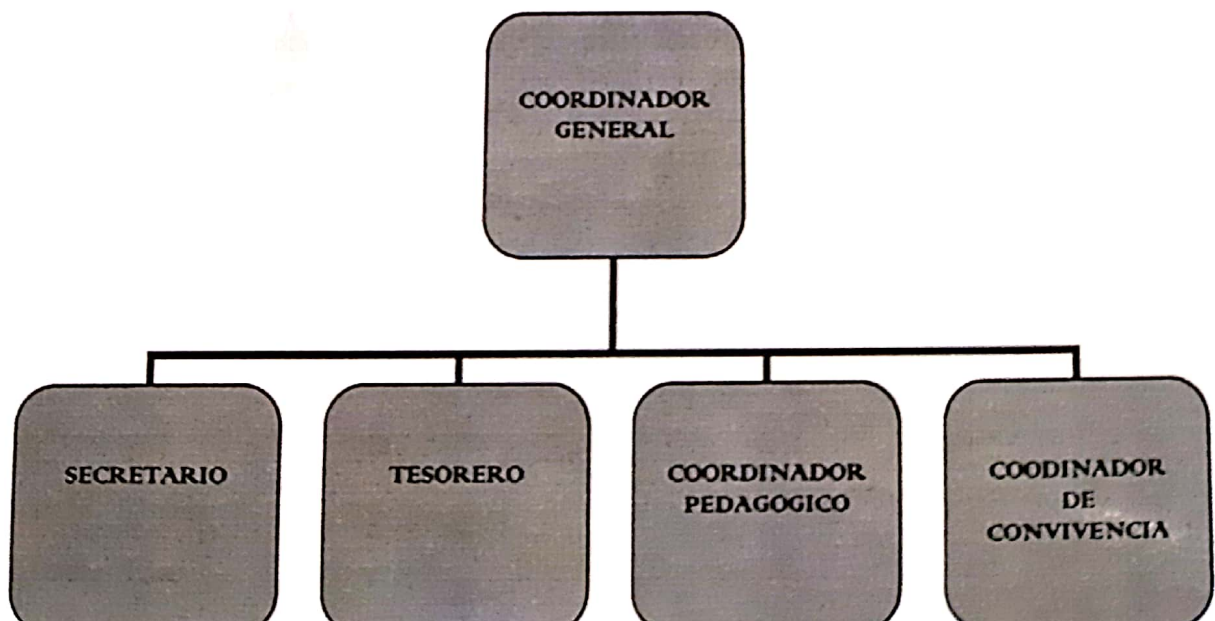 COORDINADOR
GENERAL
SECRETARIO
TESORERO
COORDINADOR
PEDAGOGICO
COODINADOR
DE
CONVIVENCIA